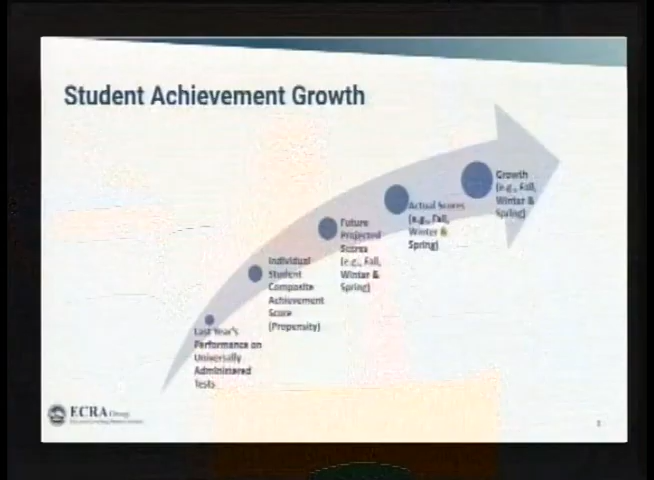 Student Achievement Growth
Growth
(e.g., Fall,
Winter &
Spring)
Actual Scores
(e.g., Fall,
Winter &
Spring)
Future
Projected
Scores
(e.g., Fall,
Winter &
Spring)
Individual
Student
Composite
Achievement
Score
(Propensity)
Last Year's
Performance on
Universally
Administered
Tests
ECRA Group